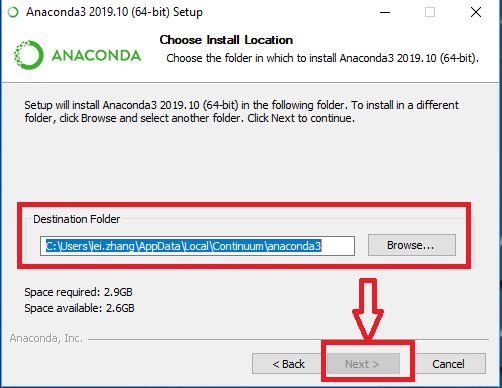 Anaconda3 2019.10 (64-bit) Setup
ANACONDA
Choose Install Location
Choose the folder in which to install Anaconda3 2019.10 (64-bit).
Setup will install Anaconda3 2019.10 (64-bit) in the following folder. To install in a different
folder, click Browse and select another folder. Click Next to continue.
Destination Folder
C:\Users\lei.zhang\AppData\Local\Continuum\anaconda3
Browse...
Space required: 2.9GB
Space available: 2.6GB
Anaconda, Inc.
< Back
Next >
Cancel